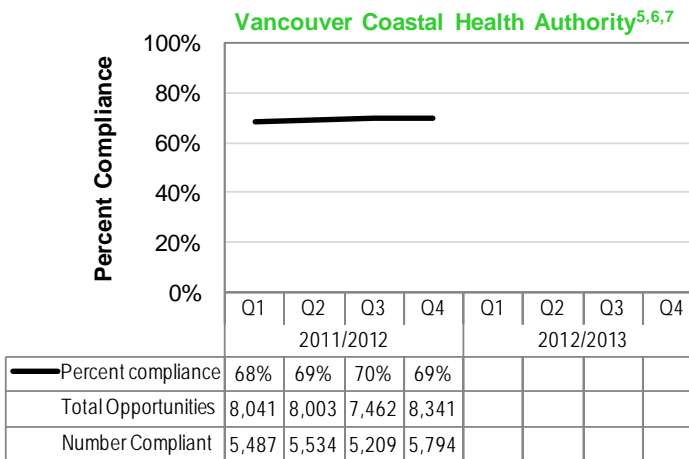 Vancouver Coastal Health Authority5,6,7
Percent Compliance
100%
80%
60%
40%
20%
0%
Q1 Q2 Q3 Q4 Q1 Q2 Q3 Q4
2011/2012 2012/2013
Percent compliance 68% 69% 70% 69%
Total Opportunities 8,041 8,003 7,462 8,341
Number Compliant 5,487 5,534 5,209 5,794